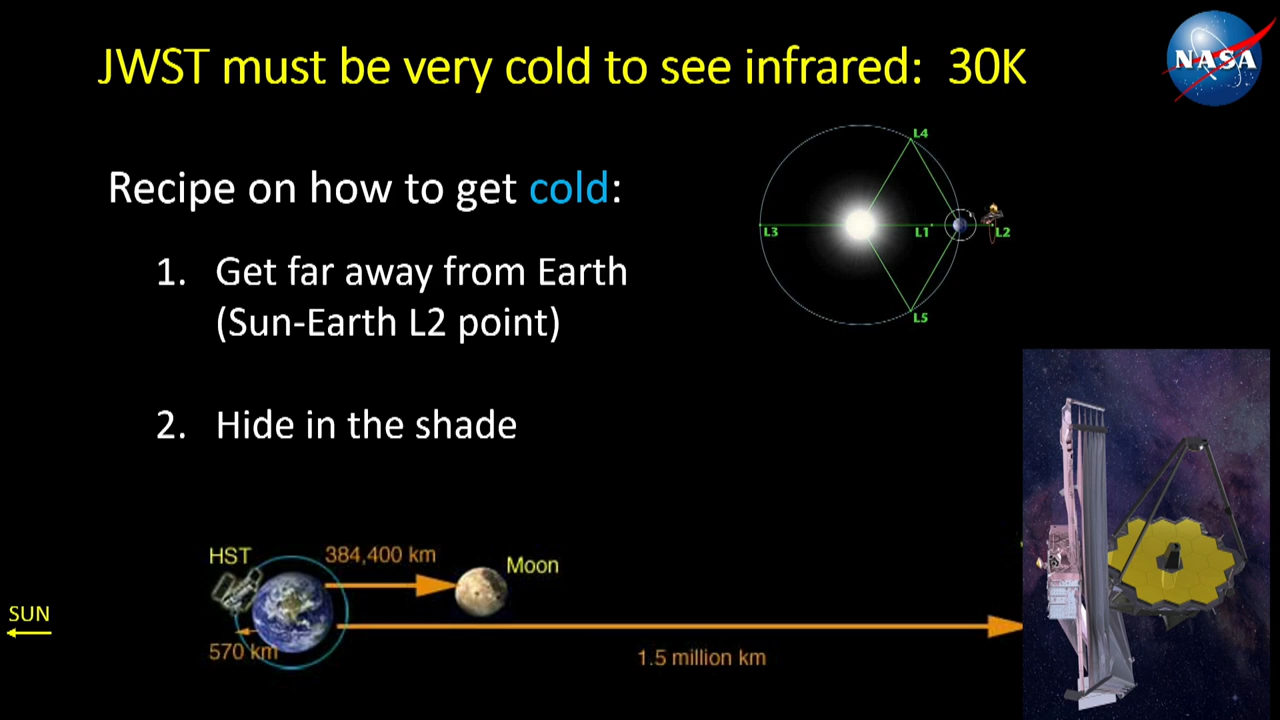 JWST must be very cold to see infrared: 30K
NASA
Recipe on how to get cold:
1. Get far away from Earth
(Sun-Earth L2 point)
2. Hide in the shade
L4
L3
L1
L2
L5
HST
384,400 km
Moon
SUN
570 km
1.5 million km